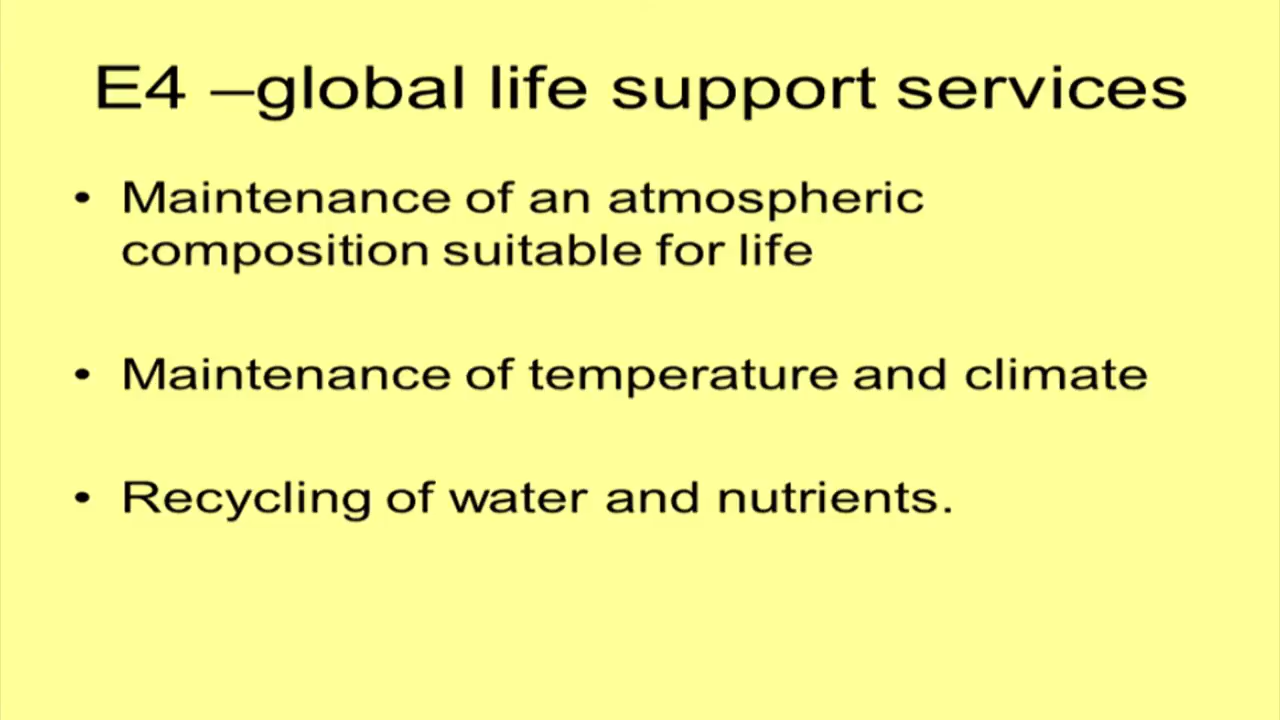 E4 –global life support services
• Maintenance of an atmospheric
composition suitable for life
• Maintenance of temperature and climate
• Recycling of water and nutrients.